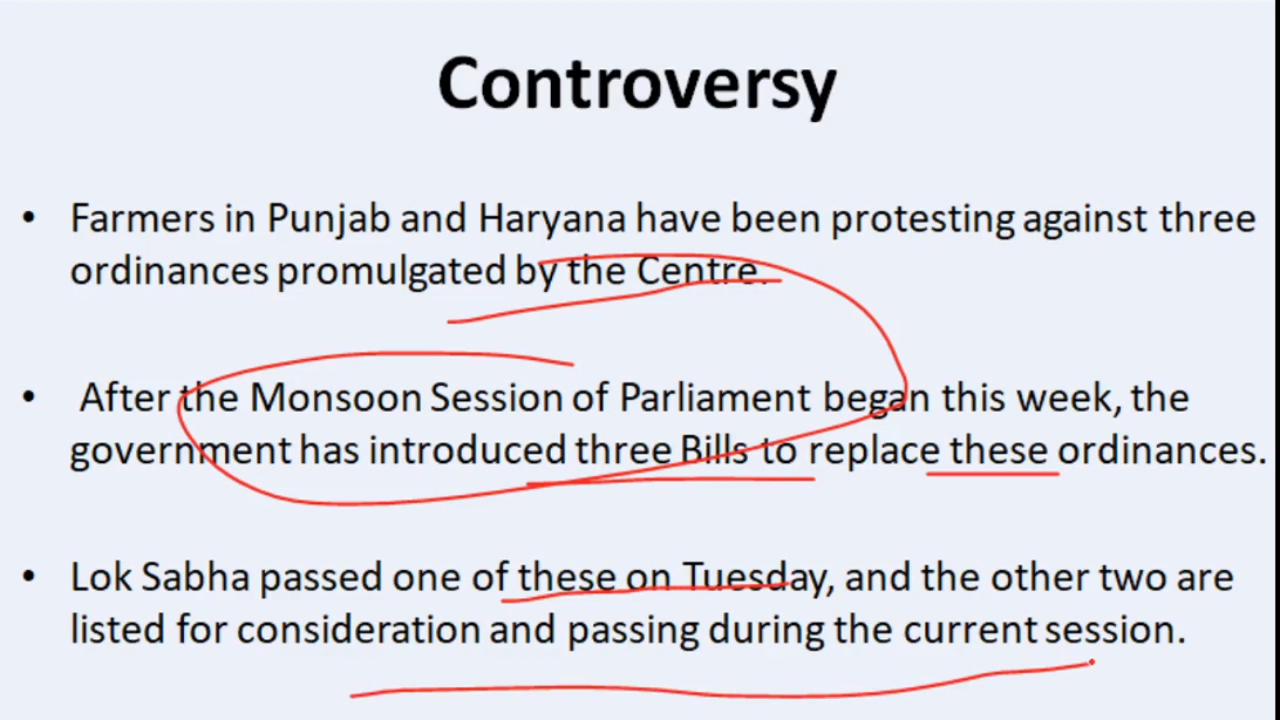 Controversy
• Farmers in Punjab and Haryana have been protesting against three
ordinances promulgated by the Centre.
• After the Monsoon Session of Parliament began this week, the
government has introduced three Bills to replace these ordinances.
• Lok Sabha passed one of these on Tuesday, and the other two are
listed for consideration and passing during the current session.